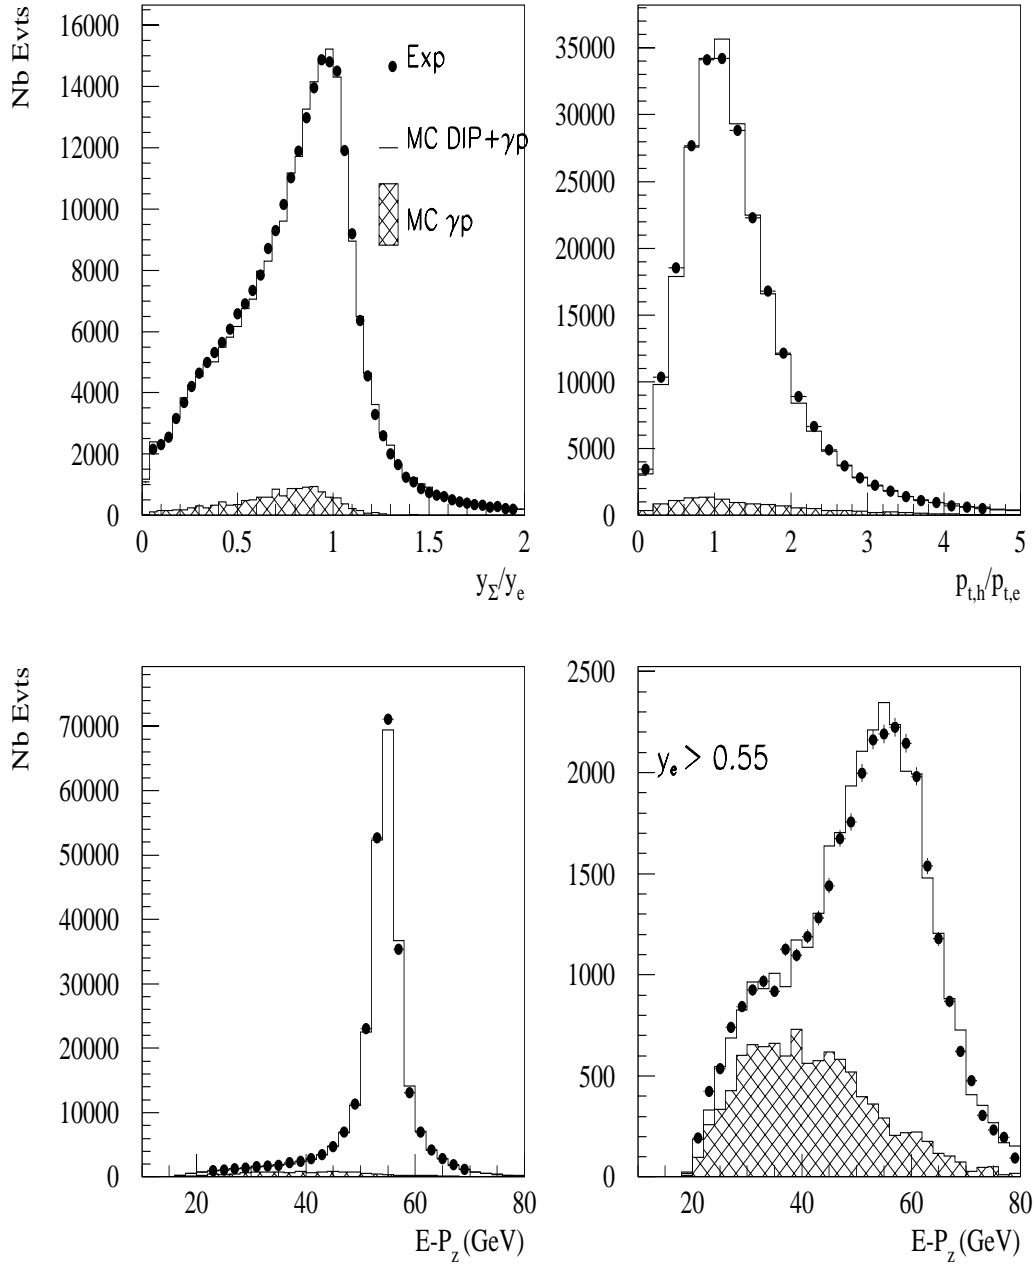 Nb Evts
16000
14000
12000
10000
8000
6000
4000
2000
0
0 0.5 1 1.5 2
y_Σ/y_e
Exp
MC DIP+γp
MC γp
35000
30000
25000
20000
15000
10000
5000
0
0 1 2 3 4 5
p_t,h/p_t,e
Nb Evts
70000
60000
50000
40000
30000
20000
10000
0
20 40 60 80
E-P_z (GeV)
2500
2000
1500
1000
500
0
y_e > 0.55
20 40 60 80
E-P_z (GeV)